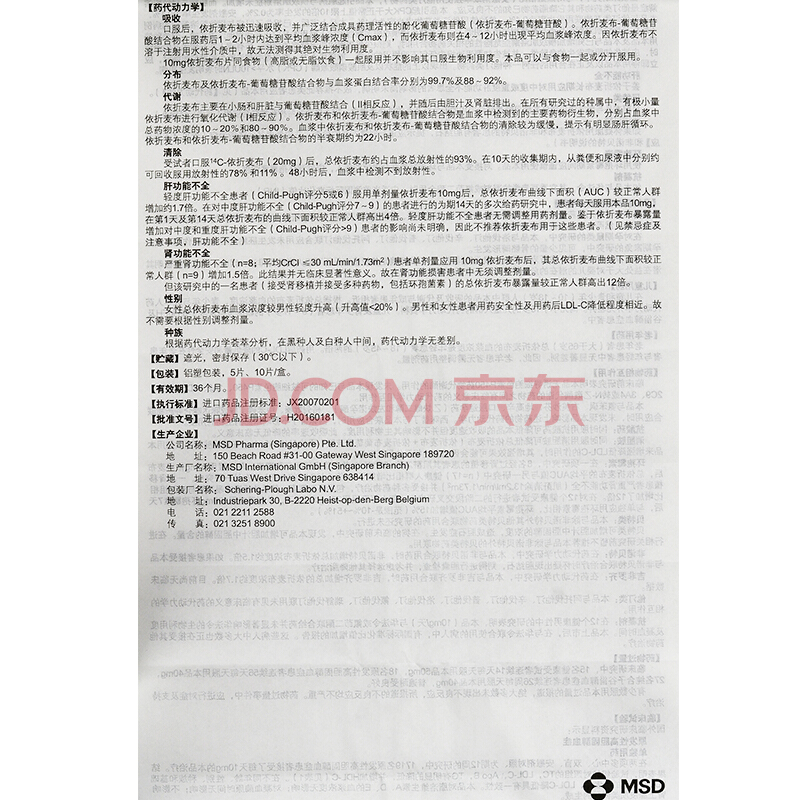 【药代动力学】
吸收
口服后，依折麦布被迅速吸收，并广泛结合成具药理活性的酚化葡萄糖苷酸（依折麦布-葡萄糖苷酸）。依折麦布-葡萄糖苷
酸结合物在服药后1～2小时内达到平均血浆峰浓度（Cmax），而依折麦布则在4～12小时出现平均血浆峰浓度。因依折麦布不
溶于注射用水性介质中，故无法测得其绝对生物利用度。
10mg依折麦布片同食物（高脂或无脂饮食）一起服用并不影响其口服生物利用度。本品可以与食物一起或分开服用。
分布
依折麦布及依折麦布-葡萄糖苷酸结合物与血浆蛋白结合率分别为99.7%及88～92%。
代谢
依折麦布主要在小肠和肝脏与葡萄糖苷酸结合（II相反应），并随后由胆汁及肾脏排出。在所有研究过的种属中，有极小量
依折麦布进行氧化代谢（I相反应）。依折麦布和依折麦布-葡萄糖苷酸结合物是血浆中检测到的主要药物衍生物，分别占血浆中
总药物浓度的10～20%和80～90%。血浆中依折麦布和依折麦布-葡萄糖苷酸结合物的清除较为缓慢，提示有明显肠肝循环。
依折麦布和依折麦布-葡萄糖苷酸结合物的半衰期约为22小时。
清除
受试者口服¹⁴C-依折麦布（20mg）后，总依折麦布约占血浆总放射性的93%。在10天的收集期内，从粪便和尿液中分别约
可回收服用放射性的78% 和11%。48小时后，血浆中检测不到放射性。
肝功能不全
轻度肝功能不全患者（Child-Pugh评分5或6）服用单剂量依折麦布10mg后，总依折麦布曲线下面积（AUC）较正常人群
增加约1.7倍。在对中度肝功能不全（Child-Pugh评分7～9）的患者进行的为期14天的多次给药研究中，患者每天服用本品10mg，
在第1天及第14天总依折麦布的曲线下面积较正常人群高出4倍。轻度肝功能不全患者无需调整用药剂量。鉴于依折麦布暴露量
增加对中度和重度肝功能不全（Child-Pugh评分>9）患者的影响尚未明确，因此不推荐依折麦布用于这些患者。（见禁忌症及
注意事项，肝功能不全）
肾功能不全
严重肾功能不全（n=8；平均CrCl ≤30 mL/min/1.73m²）患者单剂量应用 10mg 依折麦布后，其总依折麦布曲线下面积较正
常人群（n=9）增加1.5倍。此结果并无临床显著性意义。故在肾功能损害患者中无须调整剂量。
但该研究中的一名患者（接受肾移植并接受多种药物，包括环孢菌素）的总依折麦布暴露量较正常人群高出12倍。
性别
女性总依折麦布血浆浓度较男性轻度升高（升高值<20%）。男性和女性患者用药安全性及用药后LDL-C降低程度相近。故
不需要根据性别调整剂量。
种族
根据药代动力学荟萃分析，在黑种人及白种人中间，药代动力学无差别。
【贮藏】遮光，密封保存（30℃以下）。
【包装】铝塑包装，5片、10片/盒。
【有效期】36个月。
【执行标准】进口药品注册标准：JX20070201
【批准文号】进口药品注册证号：H20160181
JD.COM 京东
【生产企业】
公司名称：MSD Pharma (Singapore) Pte. Ltd.
地 址：150 Beach Road #31-00 Gateway West Singapore 189720
生产厂名称：MSD International GmbH (Singapore Branch)
地 址：70 Tuas West Drive Singapore 638414
包装厂名称：Schering-Plough Labo N.V.
地 址：Industriepark 30, B-2220 Heist-op-den-Berg Belgium
电 话：021 2211 2588
传 真：021 3251 8900
MSD